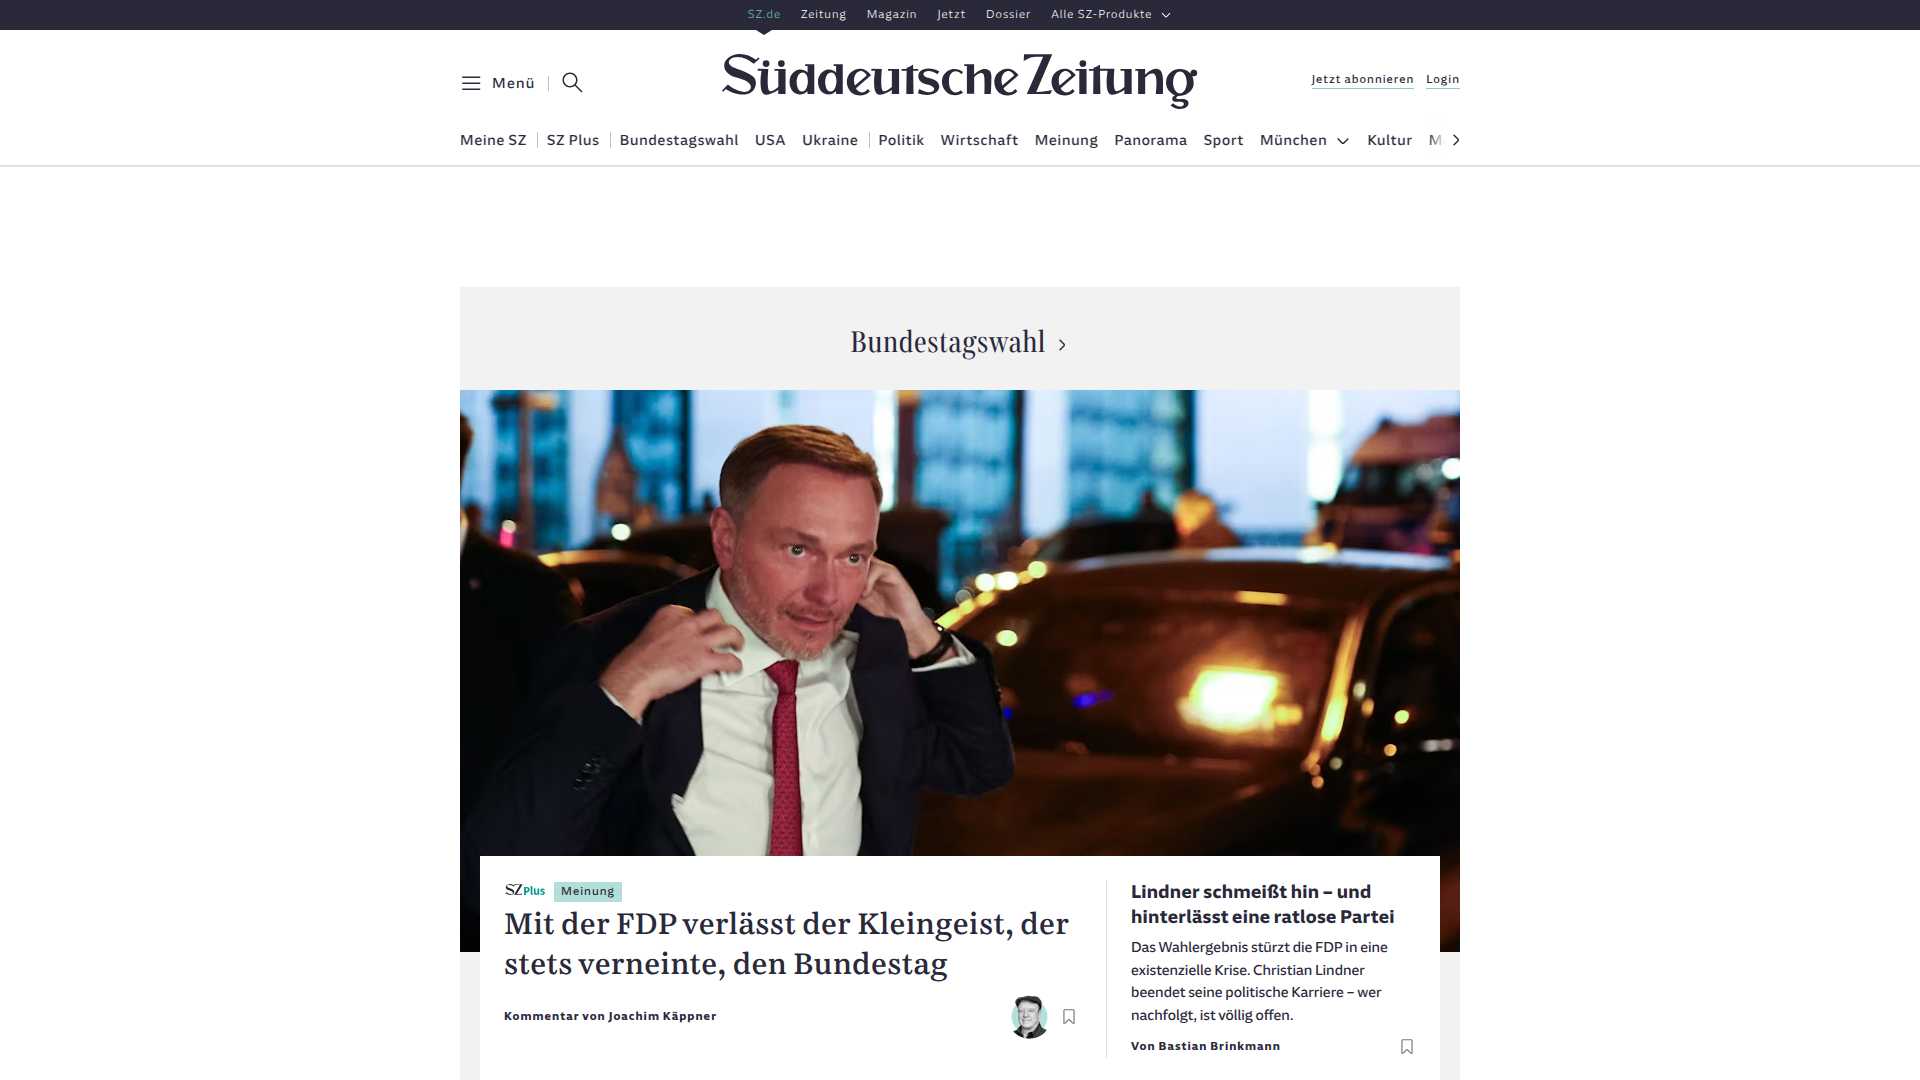 SZ.de Zeitung Magazin Jetzt Dossier Alle SZ-Produkte
Menü
Süddeutsche Zeitung
Jetzt abonnieren Login
Meine SZ SZ Plus Bundestagswahl USA Ukraine Politik Wirtschaft Meinung Panorama Sport München Kultur M
Bundestagswahl
SZ Plus Meinung
Mit der FDP verlässt der Kleingeist, der
stets verneinte, den Bundestag
Kommentar von Joachim Käppner
Lindner schmeißt hin – und
hinterlässt eine ratlose Partei
Das Wahlergebnis stürzt die FDP in eine
existenzielle Krise. Christian Lindner
beendet seine politische Karriere – wer
nachfolgt, ist völlig offen.
Von Bastian Brinkmann